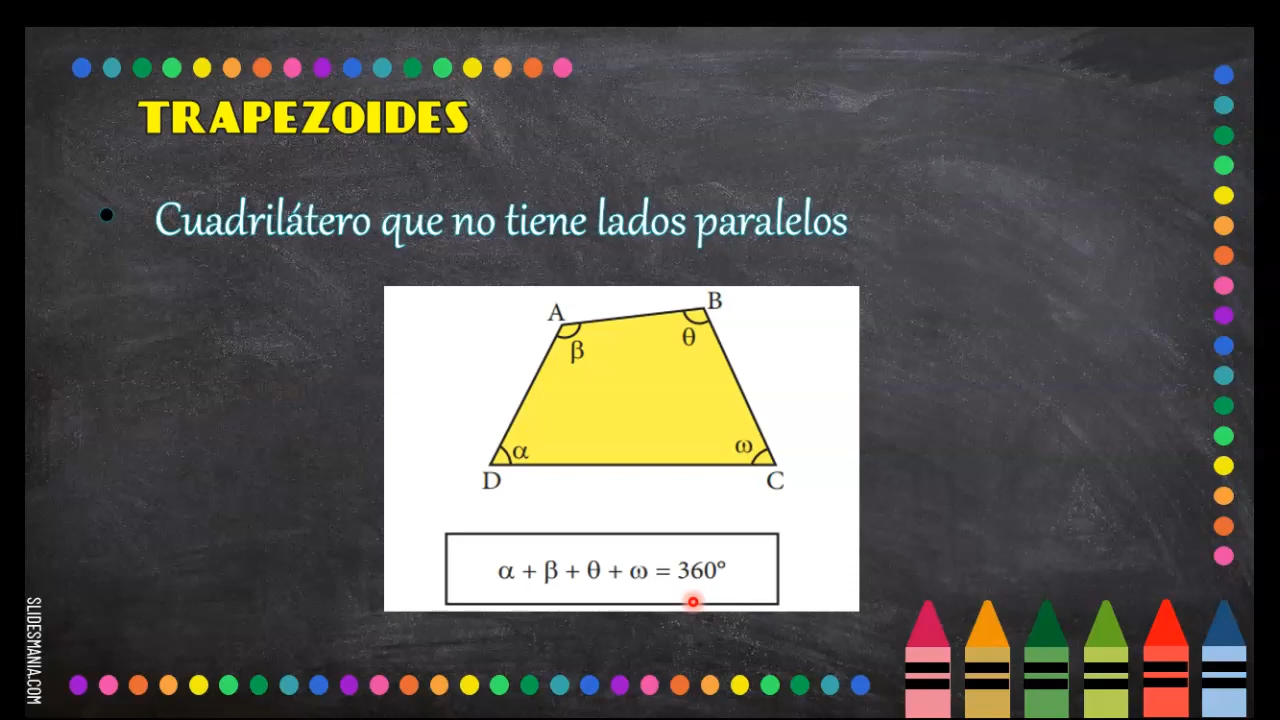 TRAPEZOIDES
• Cuadrilátero que no tiene lados paralelos
A
B
β
θ
α
ω
D
C
α + β + θ + ω = 360°
SLIDESMANIA.COM